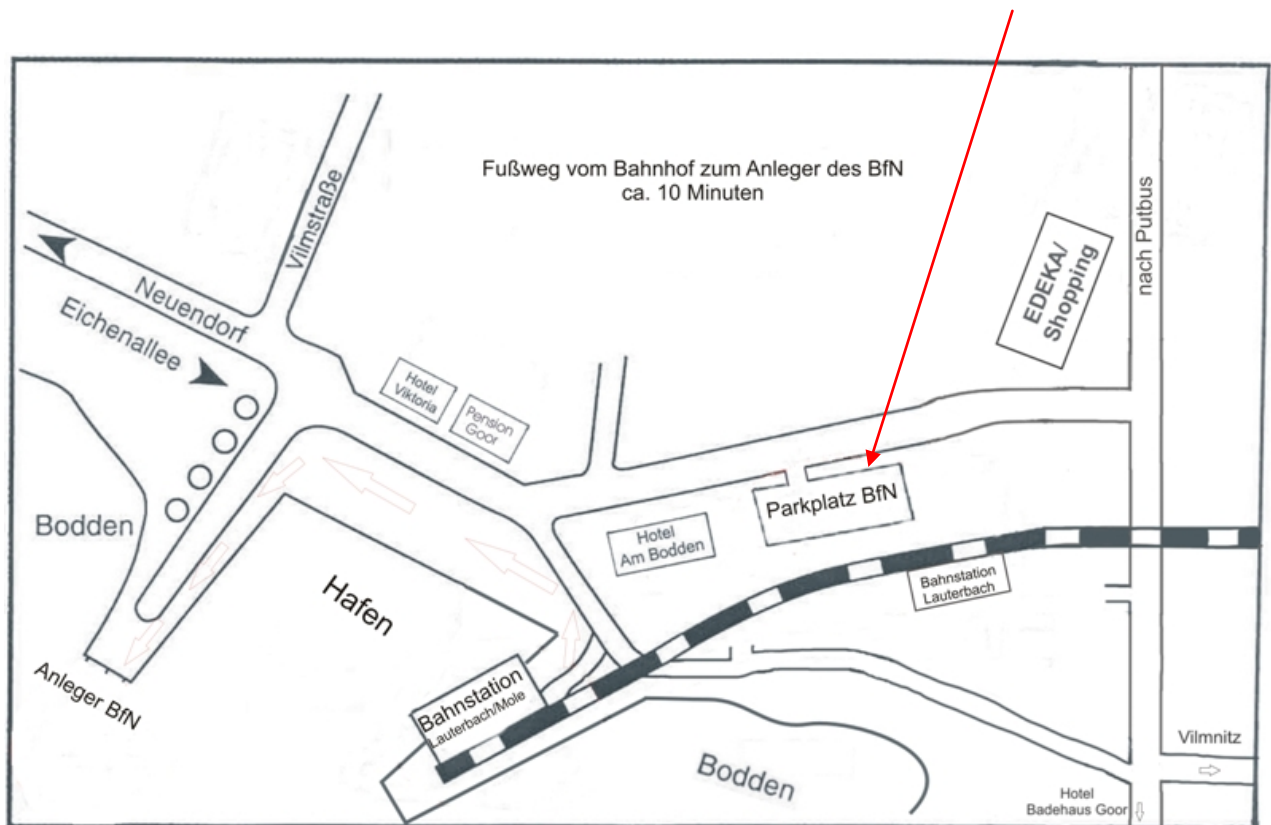 Fußweg vom Bahnhof zum Anleger des BfN
ca. 10 Minuten
nach Putbus
Vilmstraße
EDEKA/
Shopping
Neuendorf
Eichenallee
Hotel
Viktoria
Pension
Goor
Parkplatz BfN
Hotel
Am Bodden
Bodden
Bahnstation
Lauterbach
Hafen
Anleger BfN
Bahnstation
Lauterbach/Mole
Bodden
Vilmnitz
Hotel
Badehaus Goor